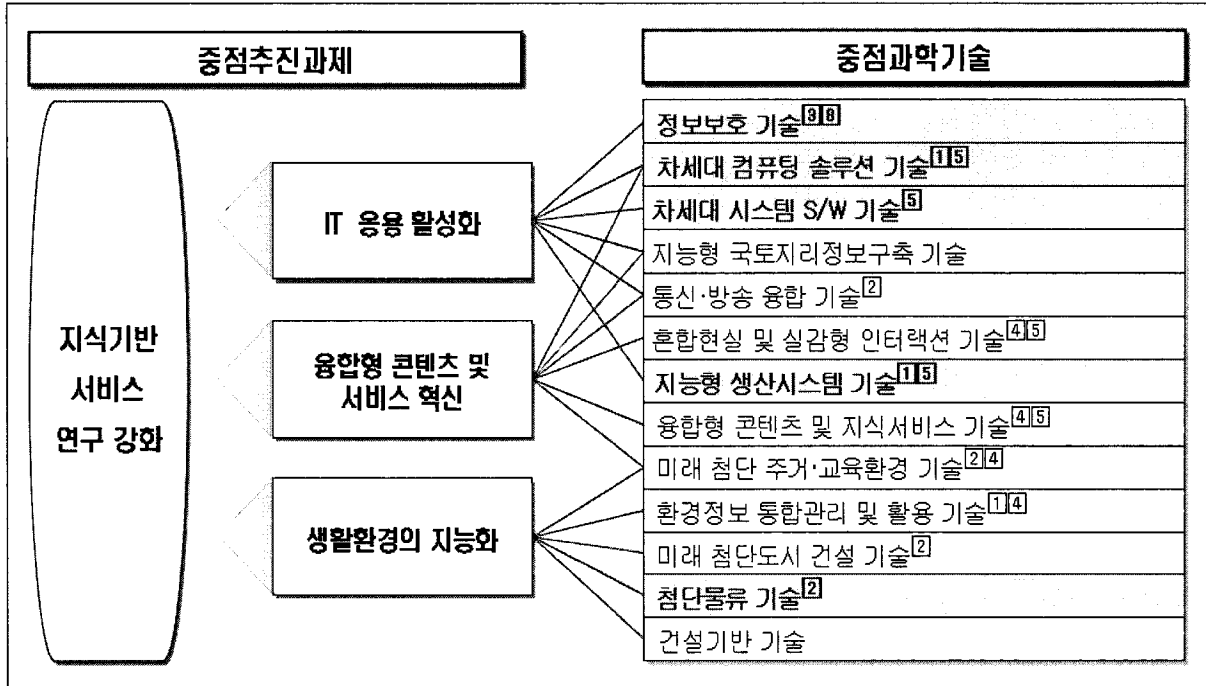 중점추진과제
중점과학기술
지식기반
서비스
연구 강화
IT 응용 활성화
융합형 콘텐츠 및
서비스 혁신
생활환경의 지능화
정보보호 기술[3][8]
차세대 컴퓨팅 솔루션 기술[1][5]
차세대 시스템 S/W 기술[5]
지능형 국토지리정보구축 기술
통신·방송 융합 기술[2]
혼합현실 및 실감형 인터랙션 기술[4][5]
지능형 생산시스템 기술[1][5]
융합형 콘텐츠 및 지식서비스 기술[4][5]
미래 첨단 주거·교육환경 기술[2][4]
환경정보 통합관리 및 활용 기술[1][4]
미래 첨단도시 건설 기술[2]
첨단물류 기술[2]
건설기반 기술